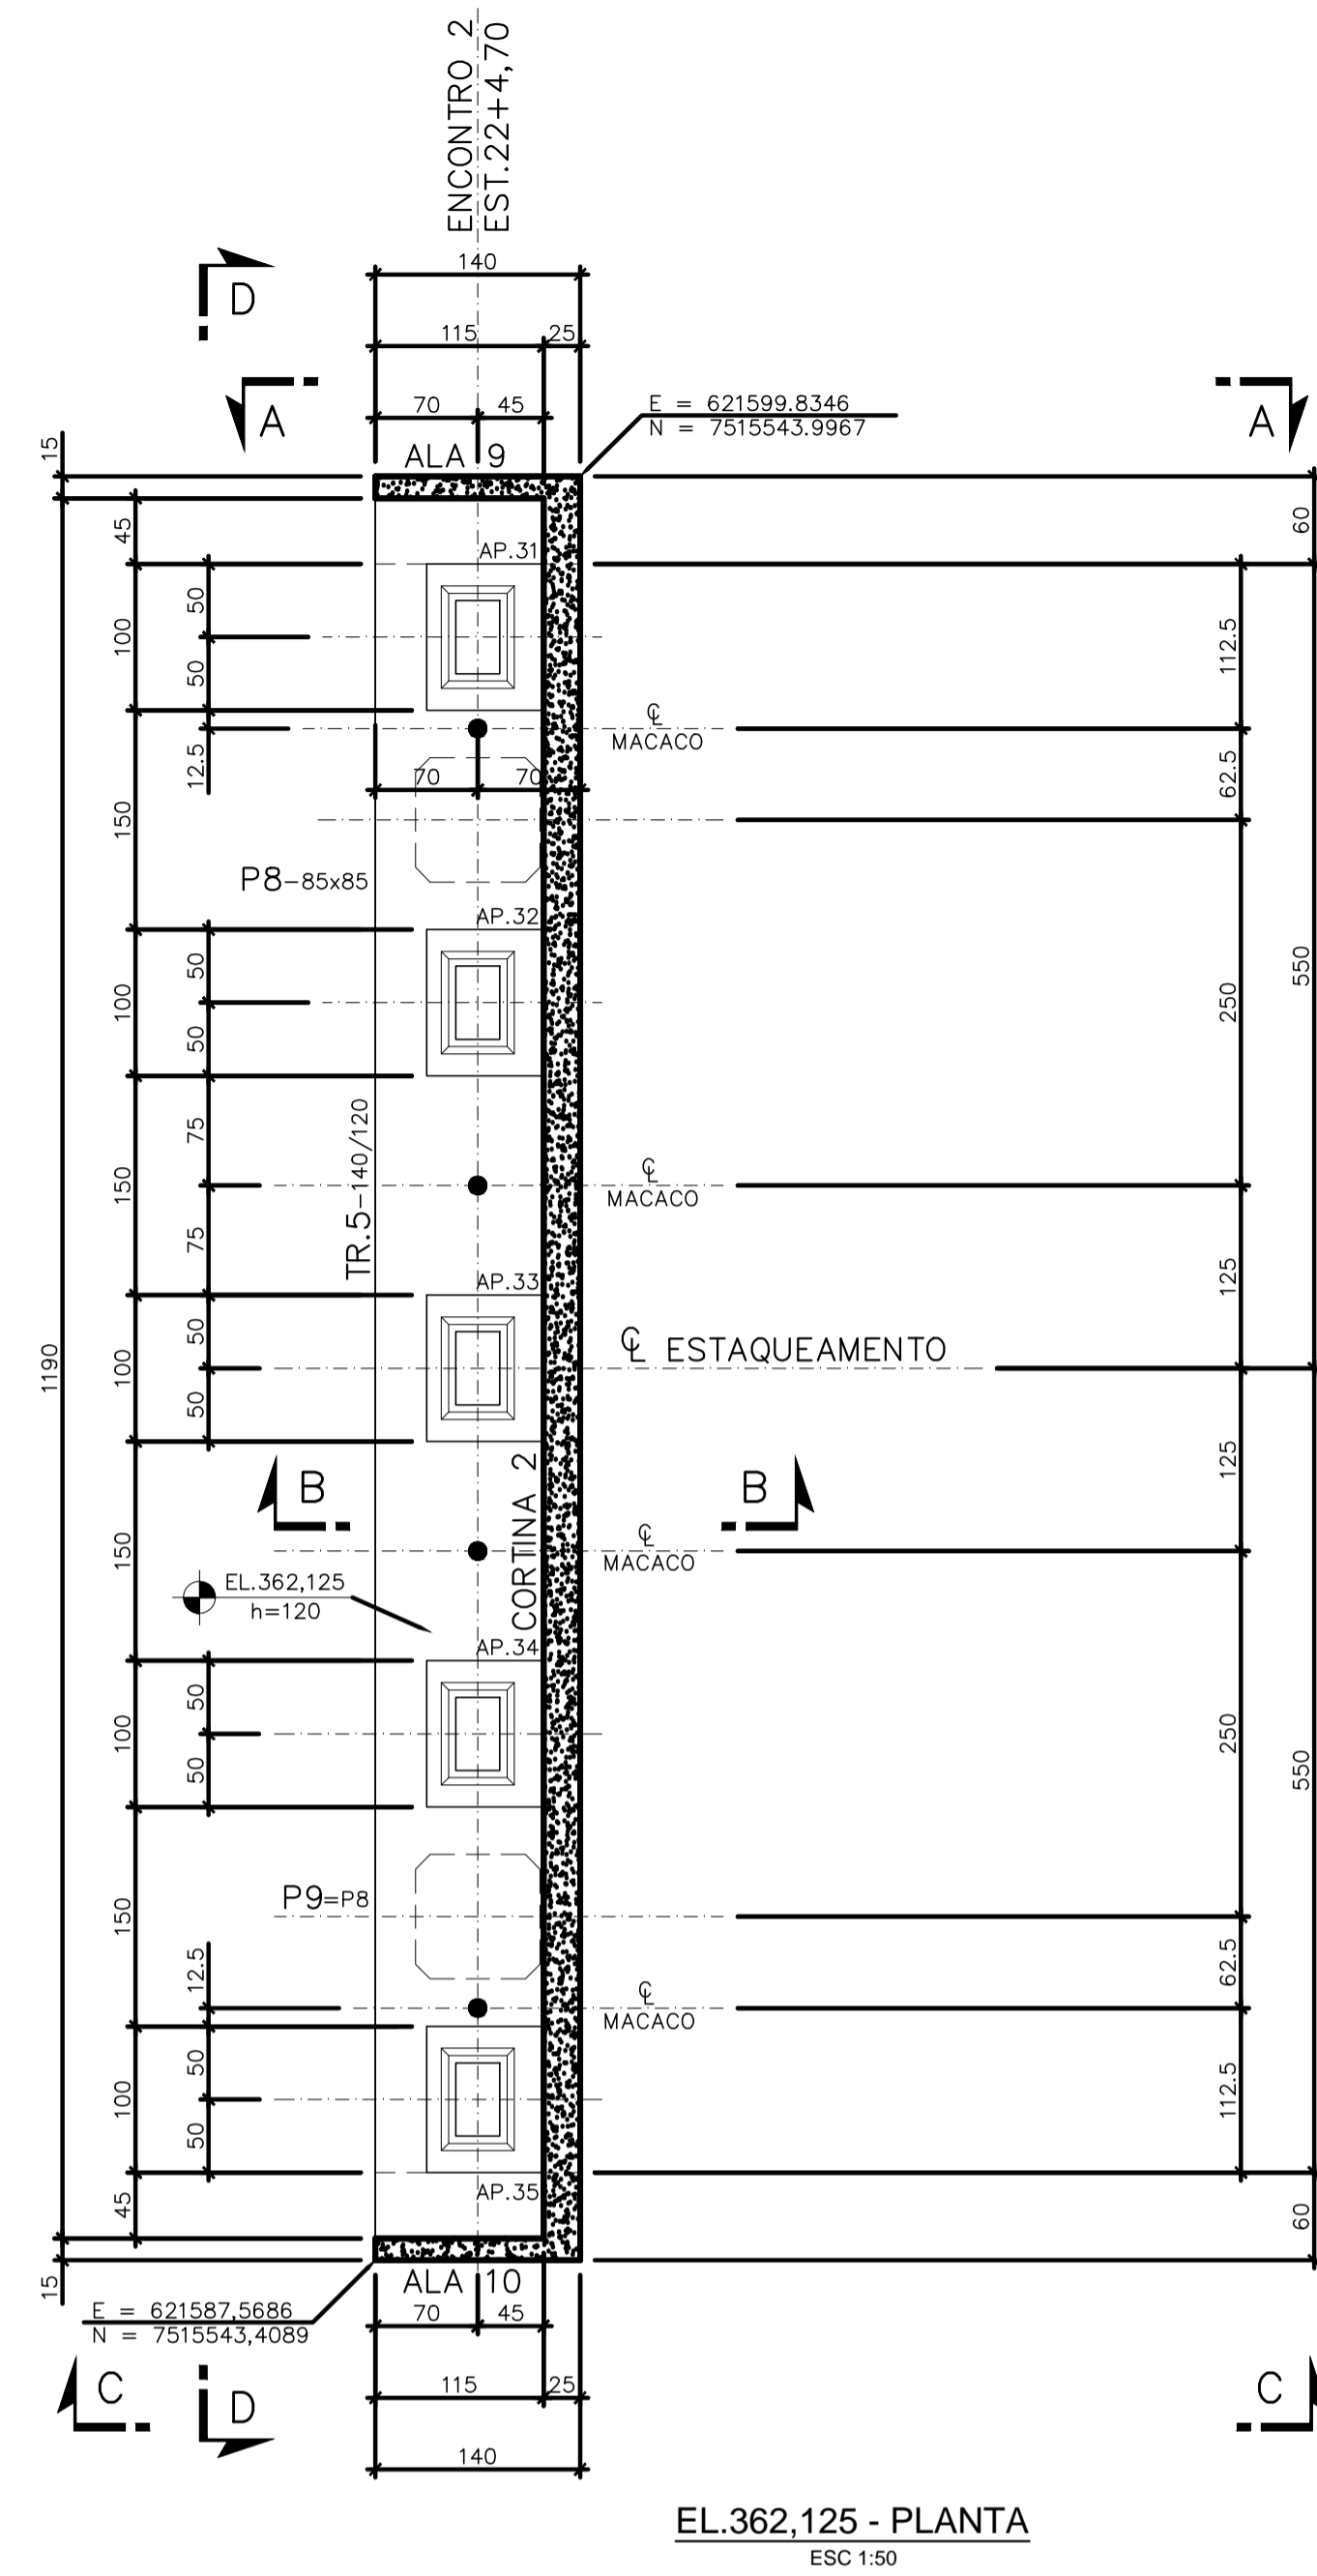 ENCONTRO 2
EST.22+4,70
140
D
115
25
A
70
45
E = 621599.8346
N = 7515543.9967
A
15
ALA 9
45
60
AP.31
50
100
112.5
50
℄
MACACO
12.5
62.5
70
70
150
P8-85x85
AP.32
50
550
100
250
50
TR.5-140/120
75
℄
MACACO
150
75
AP.33
125
50
℄ ESTAQUEAMENTO
1190
100
50
CORTINA 2
125
B
B
℄
MACACO
150
EL.362,125
h=120
AP.34
50
100
250
50
550
P9=P8
150
12.5
62.5
℄
MACACO
50
100
112.5
50
AP.35
45
60
15
ALA 10
E = 621587,5686
N = 7515543,4089
70
45
C
D
115
25
C
140
EL.362,125 - PLANTA
ESC 1:50